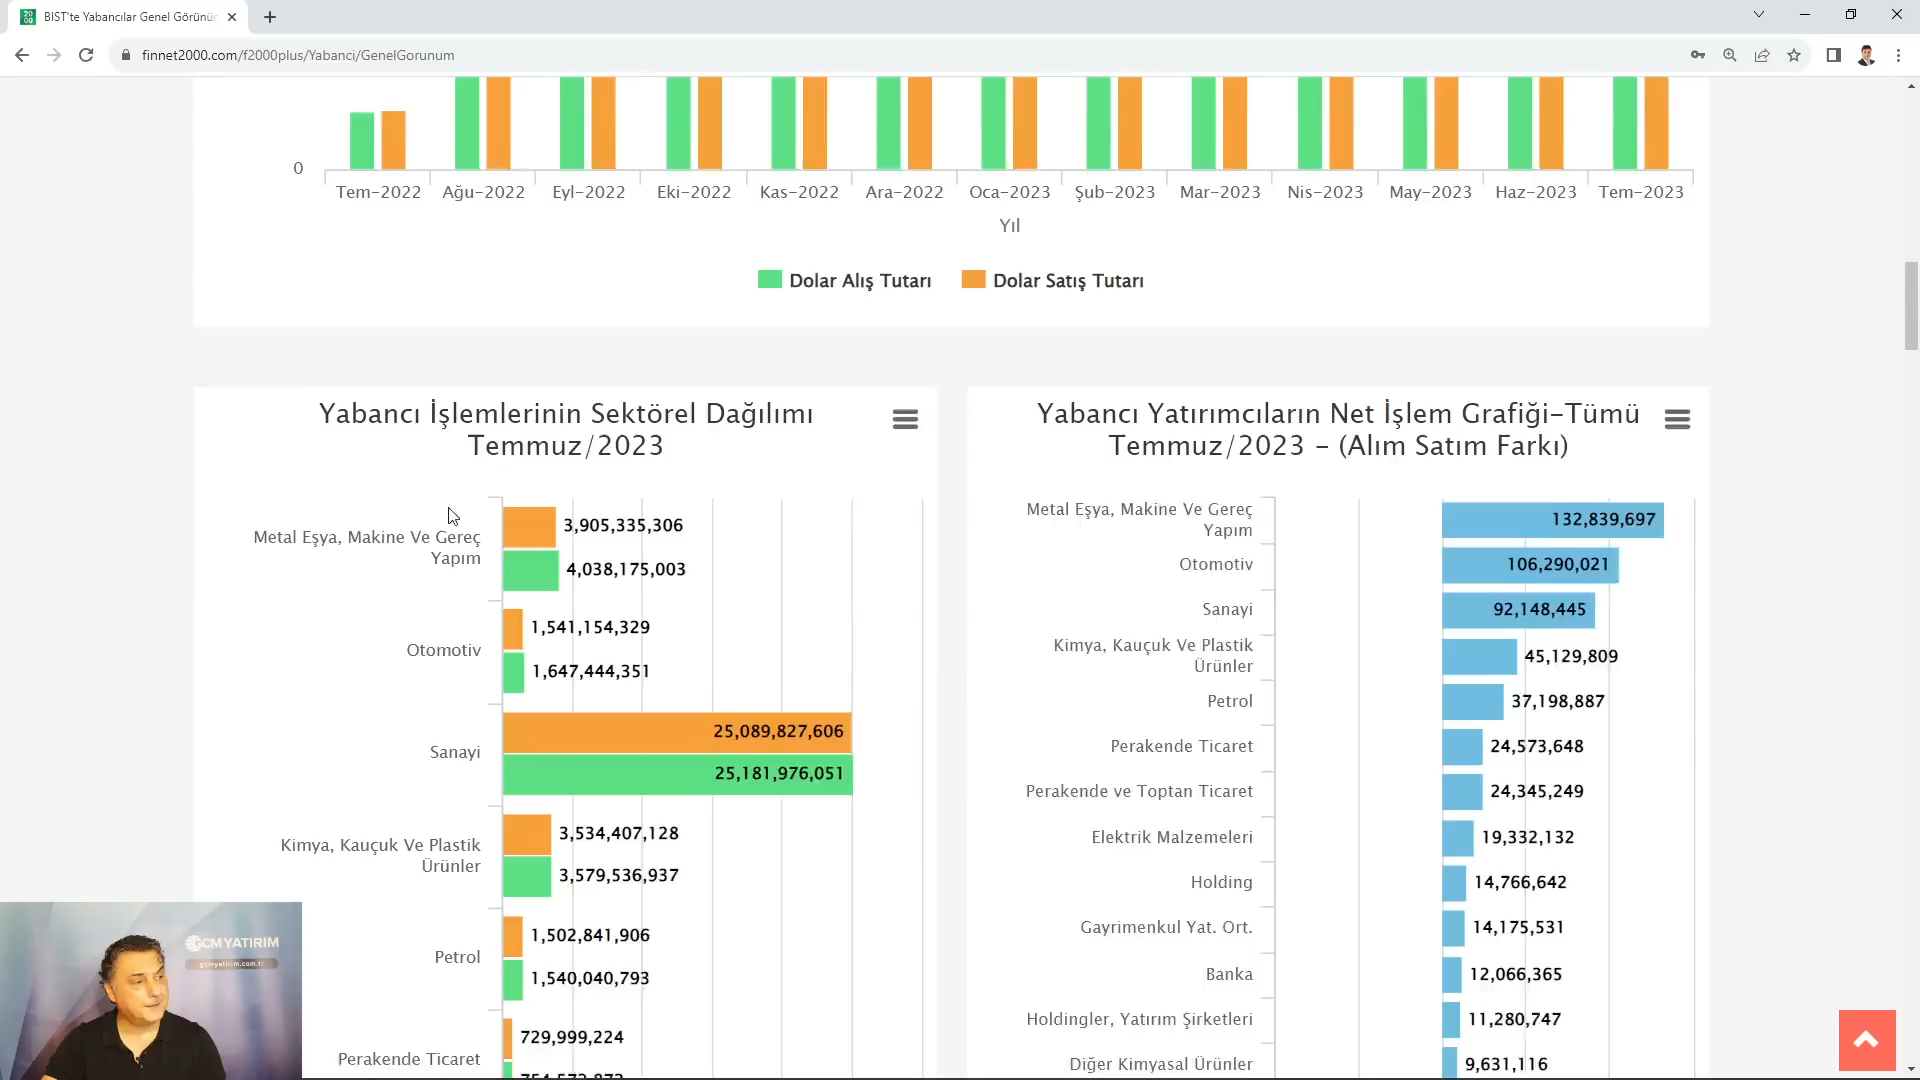 BIST'te Yabancılar Genel Görünün
finnet2000.com/f2000plus/Yabanci/GenelGorunum
0
Tem-2022 Ağu-2022 Eyl-2022 Eki-2022 Kas-2022 Ara-2022 Oca-2023 Şub-2023 Mar-2023 Nis-2023 May-2023 Haz-2023 Tem-2023
Yıl
Dolar Alış Tutarı Dolar Satış Tutarı
Yabancı İşlemlerinin Sektörel Dağılımı
Temmuz/2023
Metal Eşya, Makine Ve Gereç
Yapım
3,905,335,306
4,038,175,003
Otomotiv
1,541,154,329
1,647,444,351
Sanayi
25,089,827,606
25,181,976,051
Kimya, Kauçuk Ve Plastik
Ürünler
3,534,407,128
3,579,536,937
Petrol
1,502,841,906
1,540,040,793
Perakende Ticaret
729,999,224
Yabancı Yatırımcıların Net İşlem Grafiği-Tümü
Temmuz/2023 - (Alım Satım Farkı)
Metal Eşya, Makine Ve Gereç
Yapım
132,839,697
Otomotiv 106,290,021
Sanayi 92,148,445
Kimya, Kauçuk Ve Plastik
Ürünler
45,129,809
Petrol 37,198,887
Perakende Ticaret 24,573,648
Perakende ve Toptan Ticaret 24,345,249
Elektrik Malzemeleri 19,332,132
Holding 14,766,642
Gayrimenkul Yat. Ort. 14,175,531
Banka 12,066,365
Holdingler, Yatırım Şirketleri 11,280,747
Diğer Kimyasal Ürünler 9,631,116
GCM YATIRIM
gcmyatirim.com.tr